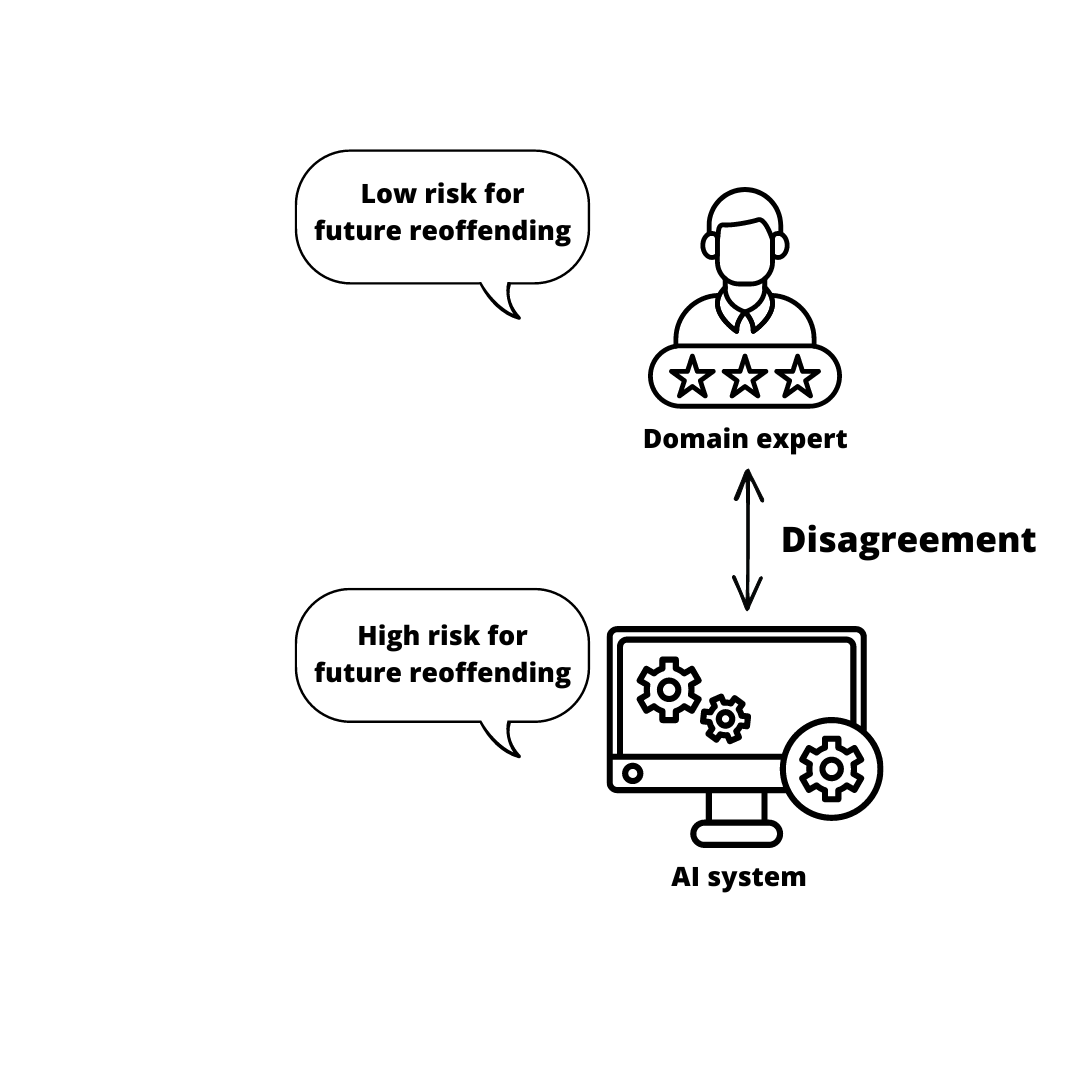 Low risk for
future reoffending
Domain expert
Disagreement
High risk for
future reoffending
AI system